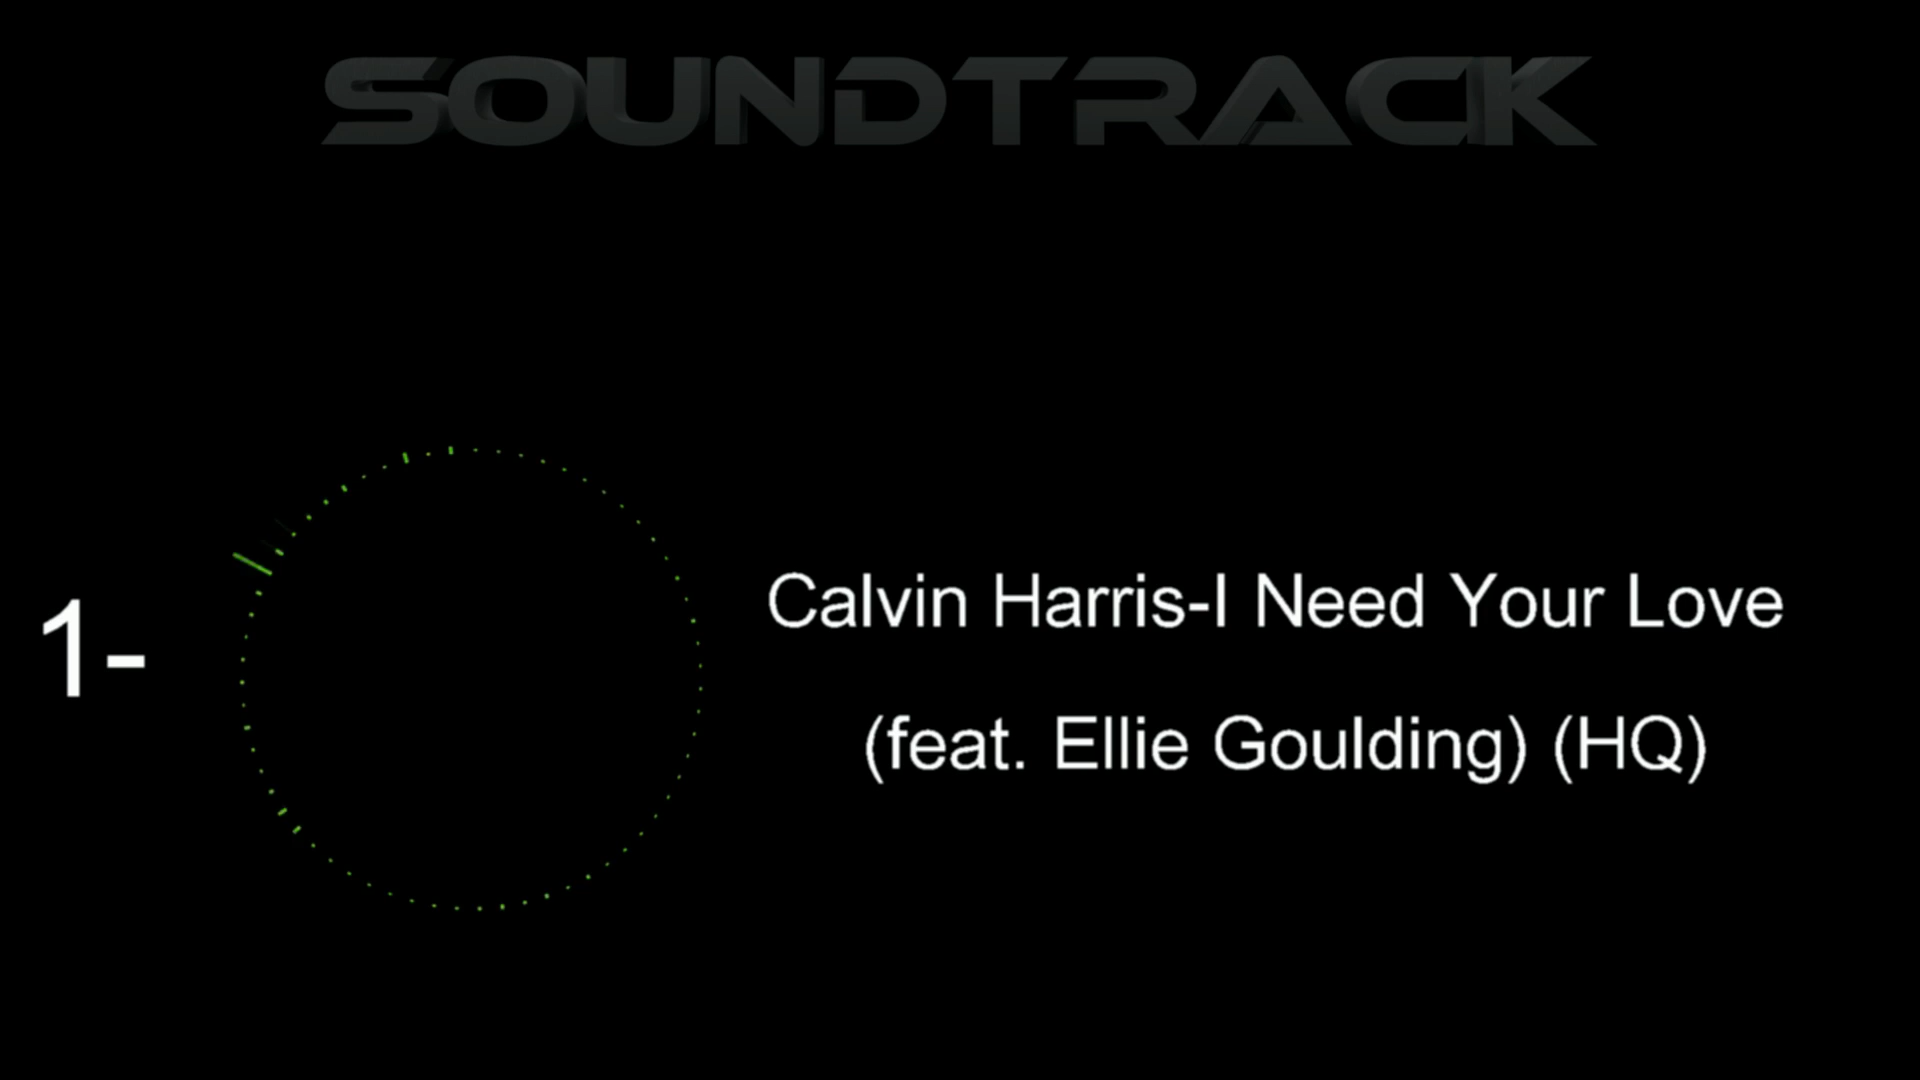 SOUNDTRACK
1-
Calvin Harris-I Need Your Love
(feat. Ellie Goulding) (HQ)